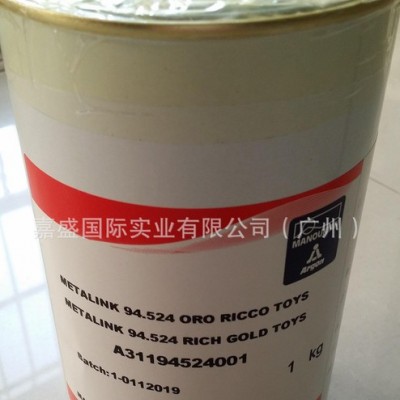 嘉盛国际实业有限公司（广州）
MANOUKIAN
Argon
METALINK 94.524 ORO RICCO TOYS
METALINK 94.524 RICH GOLD TOYS
A31194524001
1 kg
Batch:1-0112019